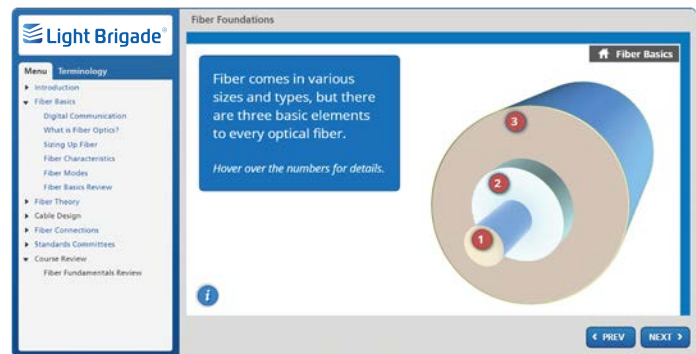 Light Brigade®
Menu Terminology
Introduction
Fiber Basics
Digital Communication
What is Fiber Optics?
Sizing Up Fiber
Fiber Characteristics
Fiber Modes
Fiber Basics Review
Fiber Theory
Cable Design
Fiber Connections
Standards Committees
Course Review
Fiber Fundamentals Review
Fiber Foundations
Fiber Basics
Fiber comes in various
sizes and types, but there
are three basic elements
to every optical fiber.
Hover over the numbers for details.
3
2
1
i
PREV NEXT